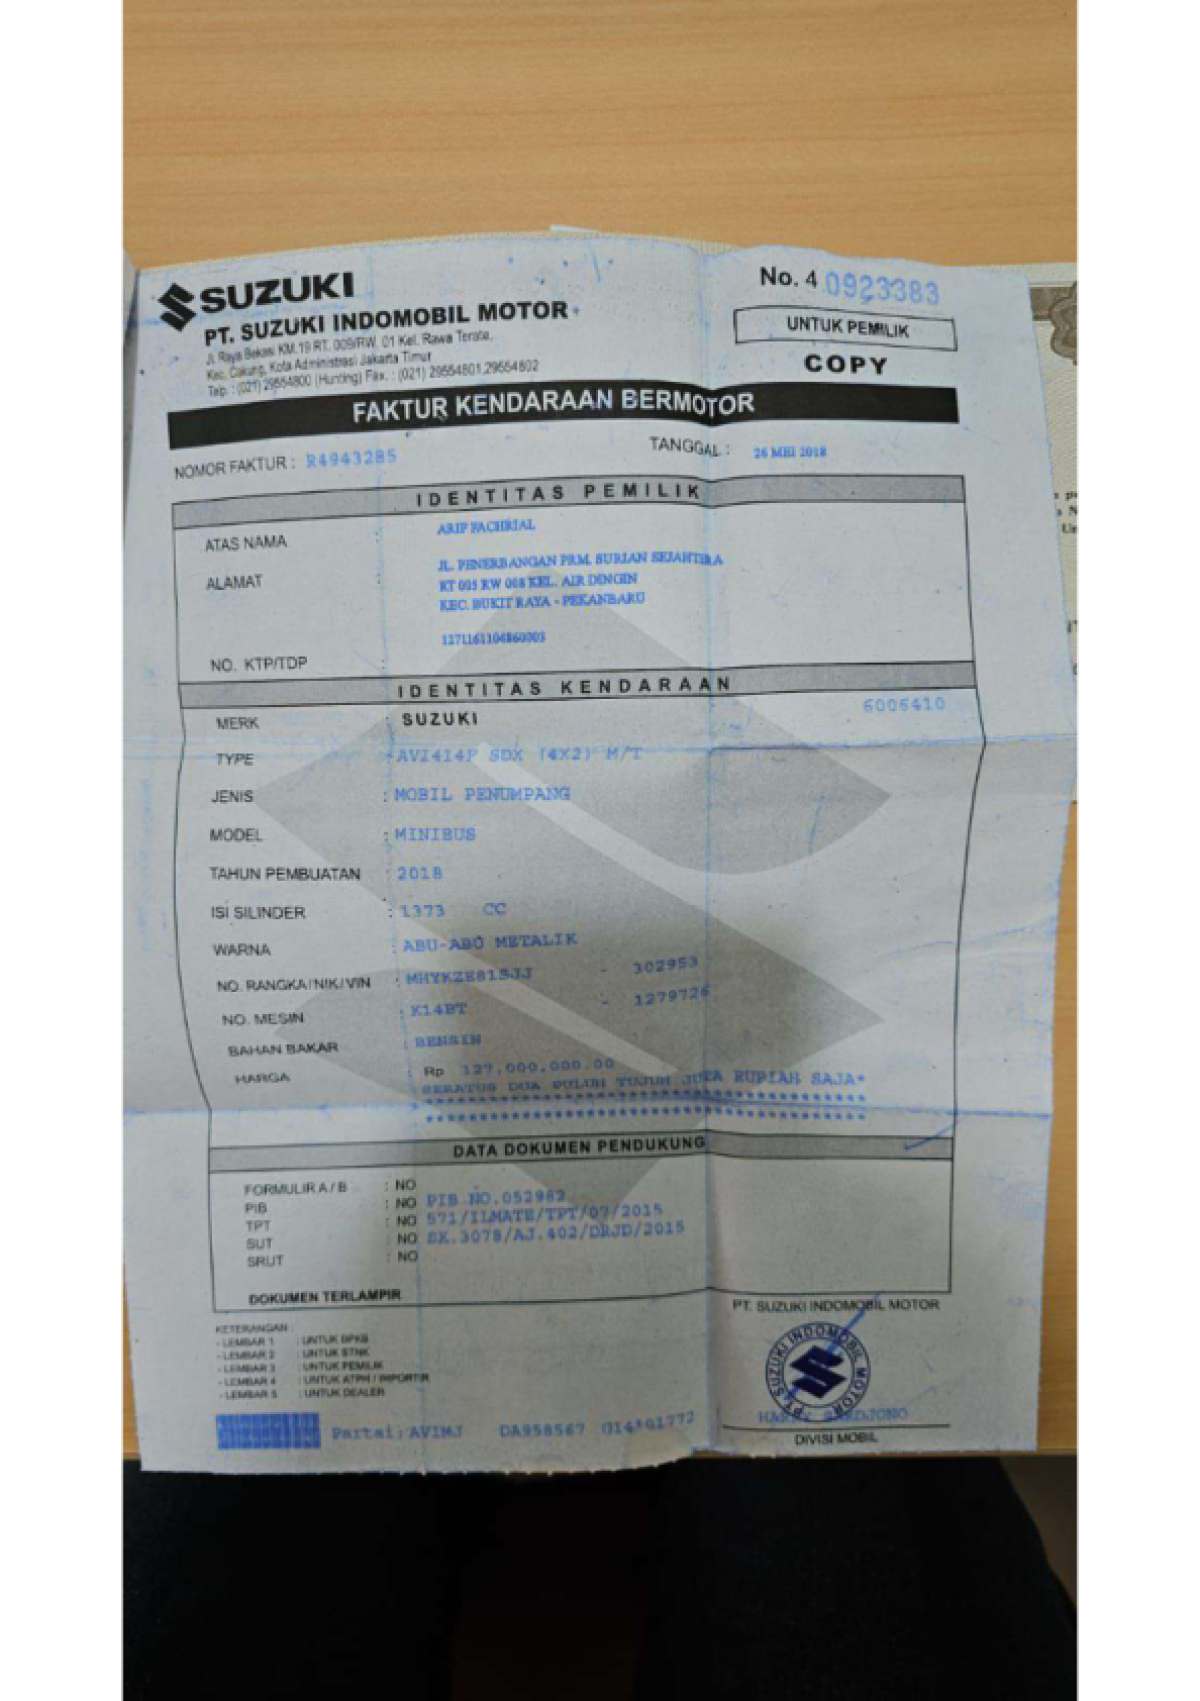 SUZUKI
PT. SUZUKI INDOMOBIL MOTOR
Jl. Raya Bekasi KM.19 RT. 009/RW. 01 Kel. Rawa Terate,
Kec. Cakung, Kota Administrasi Jakarta Timur
Telp. : (021) 29554800 (Hunting) Fax. : (021) 29554801, 29554802
No. 4 0923383
UNTUK PEMILIK
COPY
FAKTUR KENDARAAN BERMOTOR
NOMOR FAKTUR : R4943285 TANGGAL : 26 MEI 2018
IDENTITAS PEMILIK
ATAS NAMA : ARIF FACHRIAL
ALAMAT : JL. PENERBANGAN PRM. SURIAN SEJAHTERA
RT 005 RW 008 KEL. AIR DINGIN
KEC. BUKIT RAYA - PEKANBARU
NO. KTP/TDP : 1271161104860003
IDENTITAS KENDARAAN
MERK : SUZUKI 6006410
TYPE : AVI414F SDX (4X2) M/T
JENIS : MOBIL PENUMPANG
MODEL : MINIBUS
TAHUN PEMBUATAN : 2018
ISI SILINDER : 1373 CC
WARNA : ABU-ABU METALIK
NO. RANGKA/NIK/VIN : MHYKZE81SJJ - 302953
NO. MESIN : K14BT - 1279726
BAHAN BAKAR : BENSIN
HARGA : Rp 127.000.000.00
SERATUS DUA PULUH TUJUH JUTA RUPIAH SAJA*
DATA DOKUMEN PENDUKUNG
FORMULIR A / B : NO
PIB : NO PIB NO.052982
TPT : NO 571/ILMATE/TPT/07/2015
SUT : NO SK.3078/AJ.402/DRJD/2015
SRUT : NO
DOKUMEN TERLAMPIR
PT. SUZUKI INDOMOBIL MOTOR
KETERANGAN :
- LEMBAR 1 : UNTUK BPKB
- LEMBAR 2 : UNTUK STNK
- LEMBAR 3 : UNTUK PEMILIK
- LEMBAR 4 : UNTUK ATPM / IMPORTIR
- LEMBAR 5 : UNTUK DEALER
PT. SUZUKI INDOMOBIL MOTOR
Partai: AVIMJ DA958567
DIVISI MOBIL